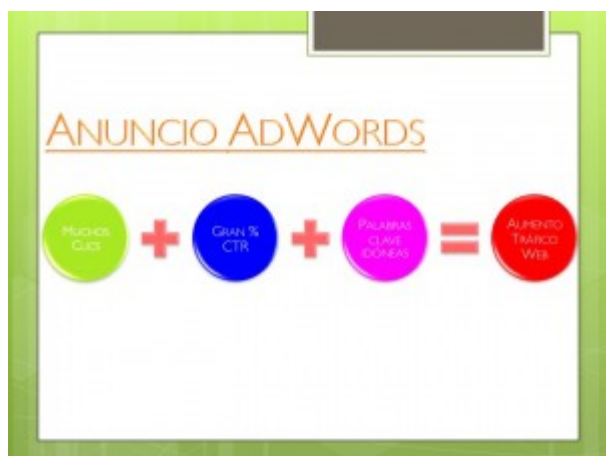 ANUNCIO ADWORDS
MUCHOS
CLICS
+
GRAN %
CTR
+
PALABRAS
CLAVE
IDÓNEAS
=
AUMENTO
TRÁFICO
WEB